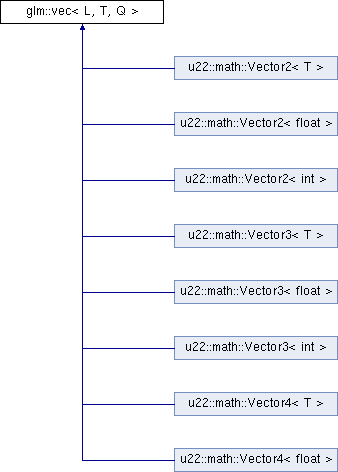 glm::vec< L, T, Q >
u22::math::Vector2< T >
u22::math::Vector2< float >
u22::math::Vector2< int >
u22::math::Vector3< T >
u22::math::Vector3< float >
u22::math::Vector3< int >
u22::math::Vector4< T >
u22::math::Vector4< float >